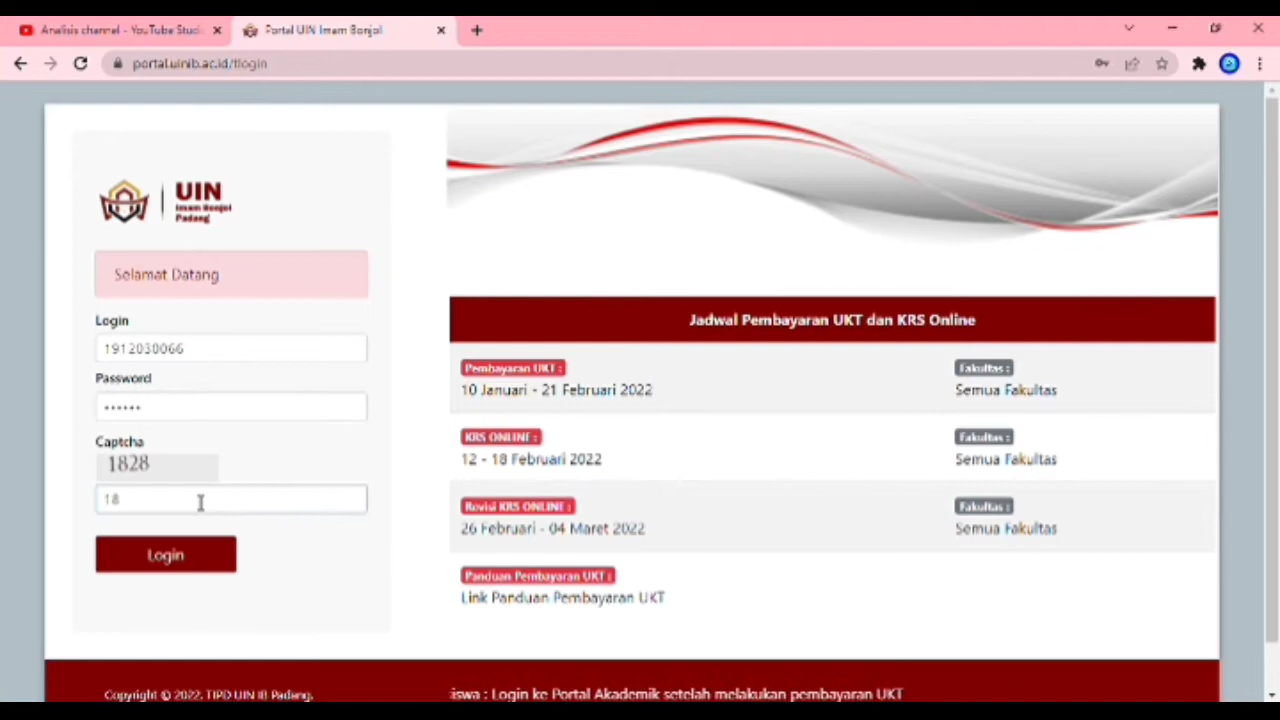 Analisis channel - YouTube Studi
Portal UIN Imam Bonjol
portal.uinib.ac.id/tlogin
UIN
Imam Bonjol
Padang
Selamat Datang
Login
1912030066
Password
••••••
Captcha
1828
18
Login
Jadwal Pembayaran UKT dan KRS Online
Pembayaran UKT :
Fakultas :
10 Januari - 21 Februari 2022
Semua Fakultas
KRS ONLINE :
Fakultas :
12 - 18 Februari 2022
Semua Fakultas
Revisi KRS ONLINE :
Fakultas :
26 Februari - 04 Maret 2022
Semua Fakultas
Panduan Pembayaran UKT :
Link Panduan Pembayaran UKT
Copyright © 2022. TIPD UIN IB Padang.
iswa : Login ke Portal Akademik setelah melakukan pembayaran UKT